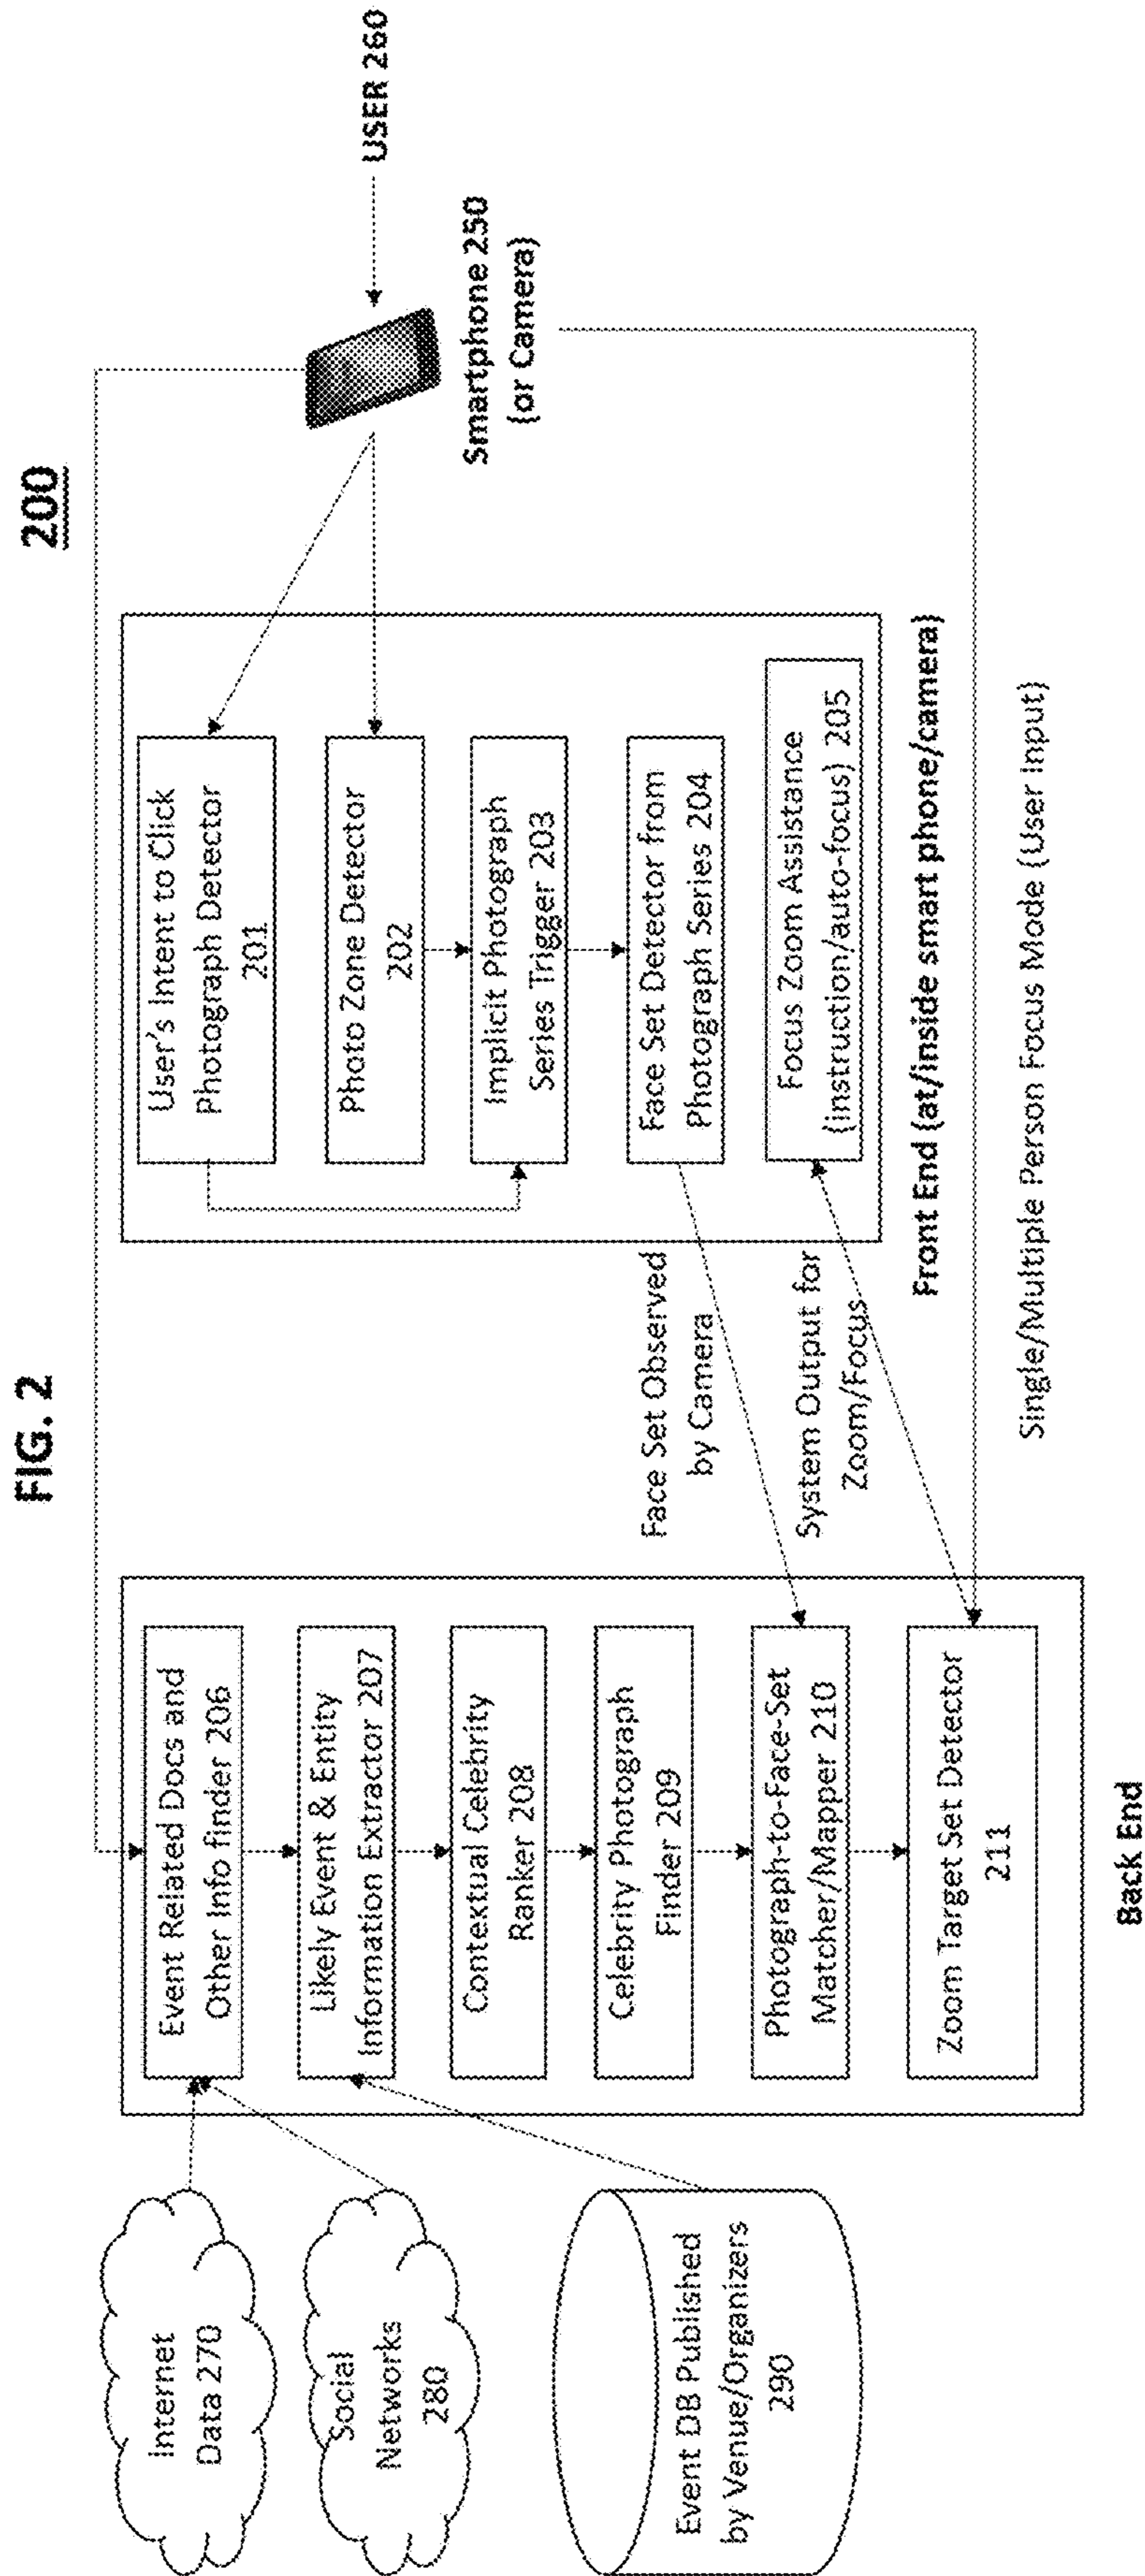 FIG. 2
200
Internet
Data 270
Social
Networks
280
Event DB Published
by Venue/Organizers
290
Event Related Docs and
Other Info finder 206
Likely Event & Entity
Information Extractor 207
Contextual Celebrity
Ranker 208
Celebrity Photograph
Finder 209
Photograph-to-Face-Set
Matcher/Mapper 210
Zoom Target Set Detector
211
Back End
Face Set Observed
by Camera
System Output for
Zoom/Focus
User's Intent to Click
Photograph Detector
201
Photo Zone Detector
202
Implicit Photograph
Series Trigger 203
Face Set Detector from
Photograph Series 204
Focus Zoom Assistance
(instruction/auto-focus) 205
Front End (at/inside smart phone/camera)
Single/Multiple Person Focus Mode (User Input)
Smartphone 250
(or Camera)
USER 260